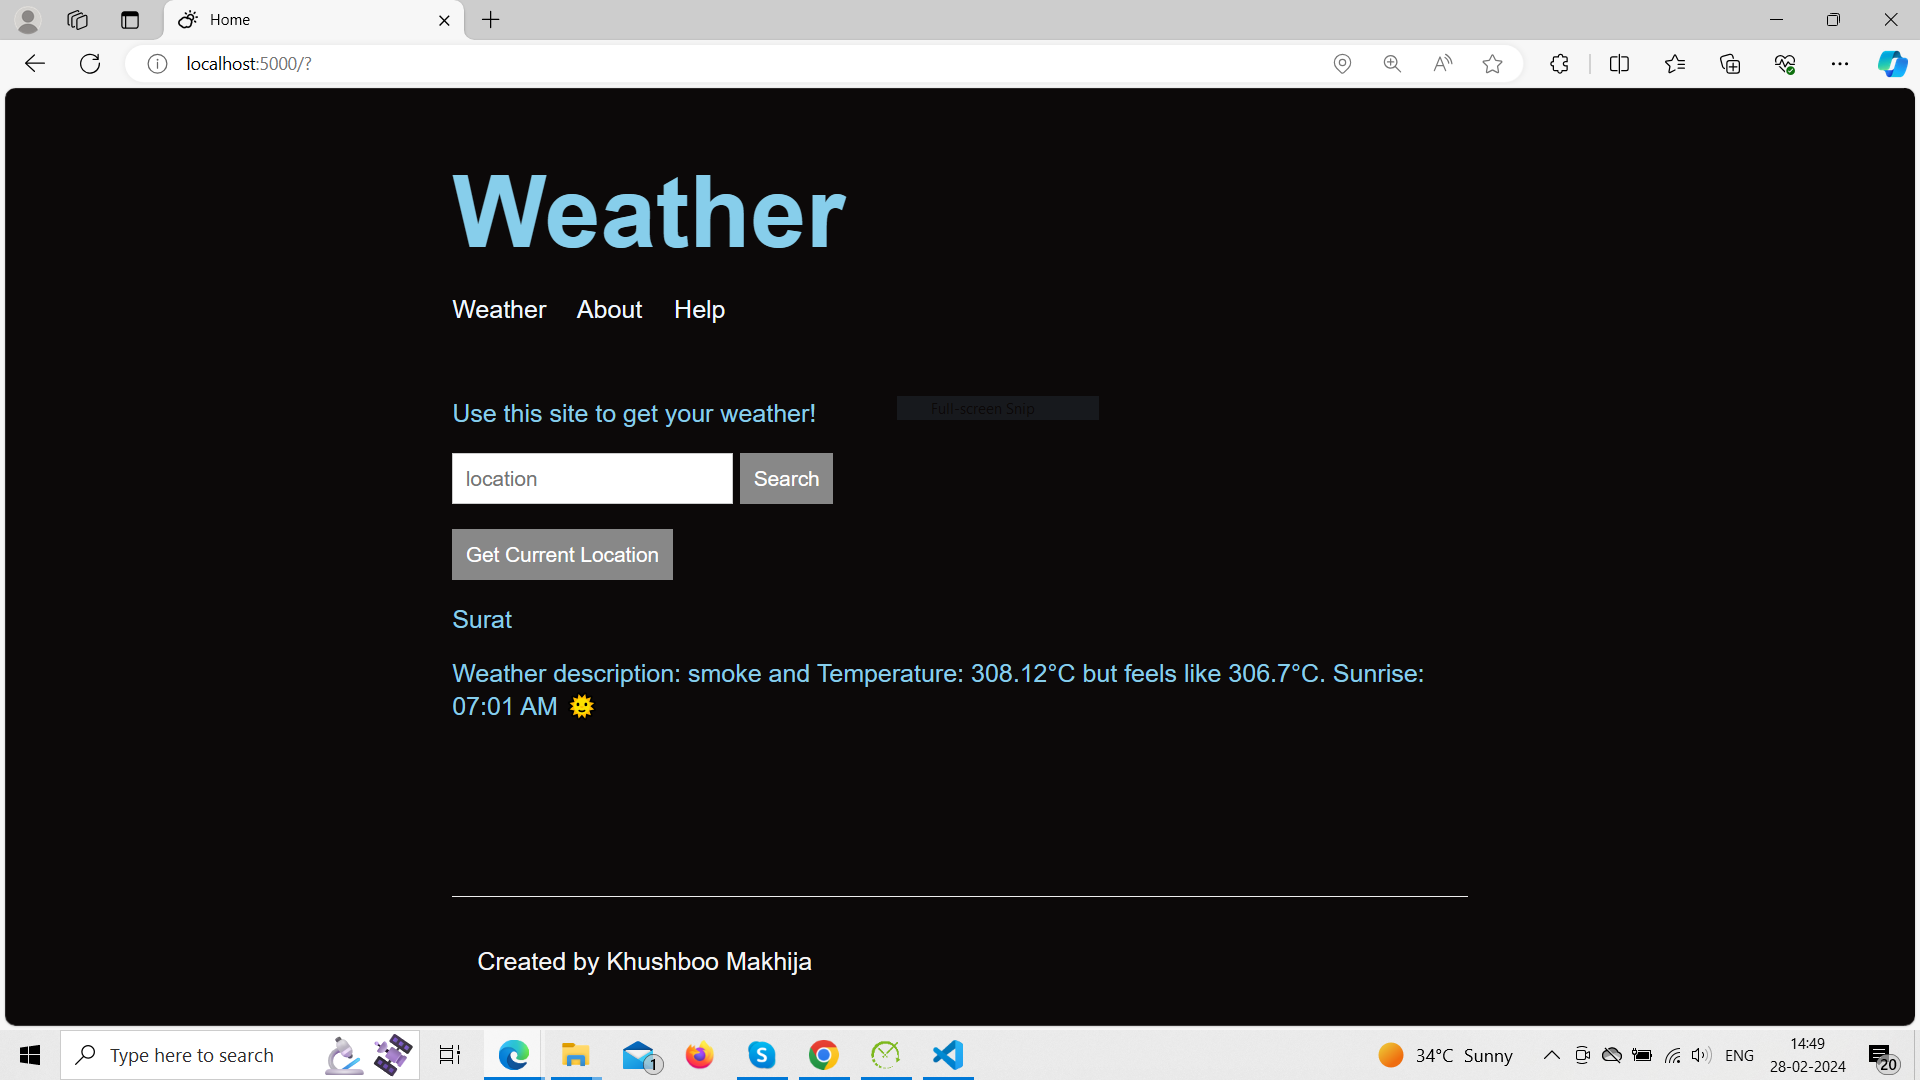 Home
localhost:5000/?
Weather
Weather About Help
Use this site to get your weather!
Full-screen Snip
location Search
Get Current Location
Surat
Weather description: smoke and Temperature: 308.12°C but feels like 306.7°C. Sunrise:
07:01 AM 🌞
Created by Khushboo Makhija
Type here to search
1
34°C Sunny
ENG
14:49
28-02-2024
20